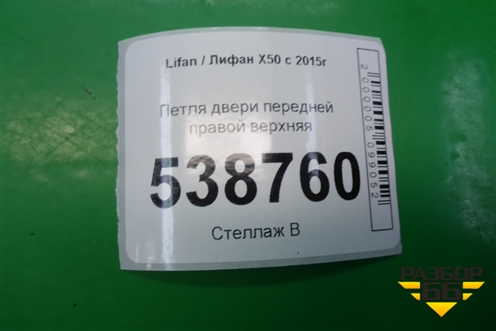 Lifan / Лифан X50 с 2015г
Петля двери передней
правой верхняя
538760
Стеллаж В
2000005099052
РАЗБОР
66